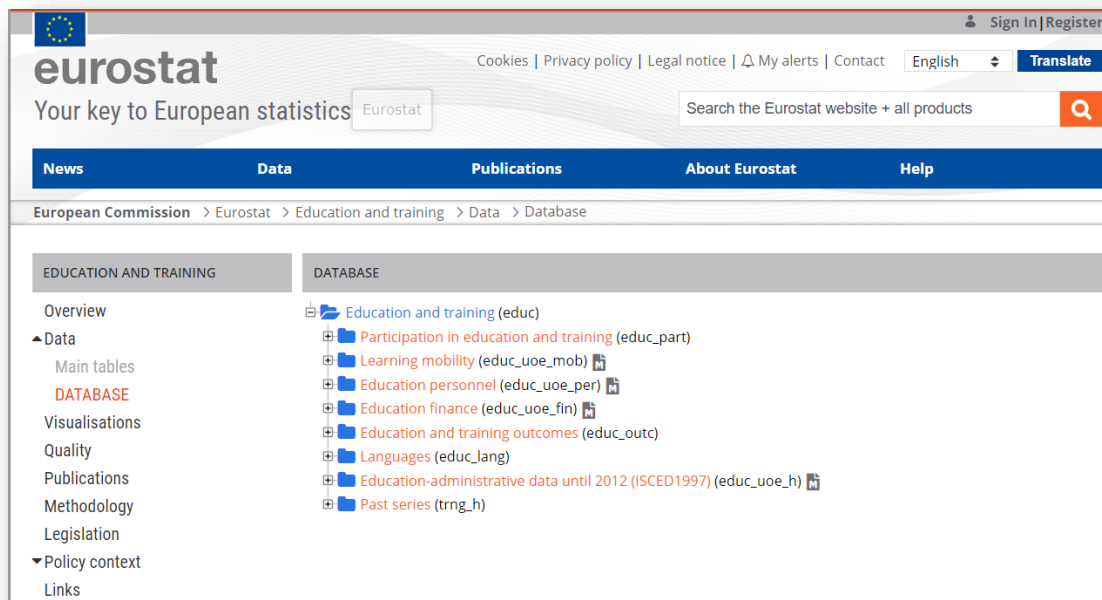 Sign In|Register
eurostat
Cookies | Privacy policy | Legal notice | My alerts | Contact English Translate
Your key to European statistics Eurostat
Search the Eurostat website + all products
News Data Publications About Eurostat Help
European Commission > Eurostat > Education and training > Data > Database
EDUCATION AND TRAINING
Overview
Data
Main tables
DATABASE
Visualisations
Quality
Publications
Methodology
Legislation
Policy context
Links
DATABASE
Education and training (educ)
Participation in education and training (educ_part)
Learning mobility (educ_uoe_mob) M
Education personnel (educ_uoe_per) M
Education finance (educ_uoe_fin) M
Education and training outcomes (educ_outc)
Languages (educ_lang)
Education-administrative data until 2012 (ISCED1997) (educ_uoe_h) M
Past series (trng_h)